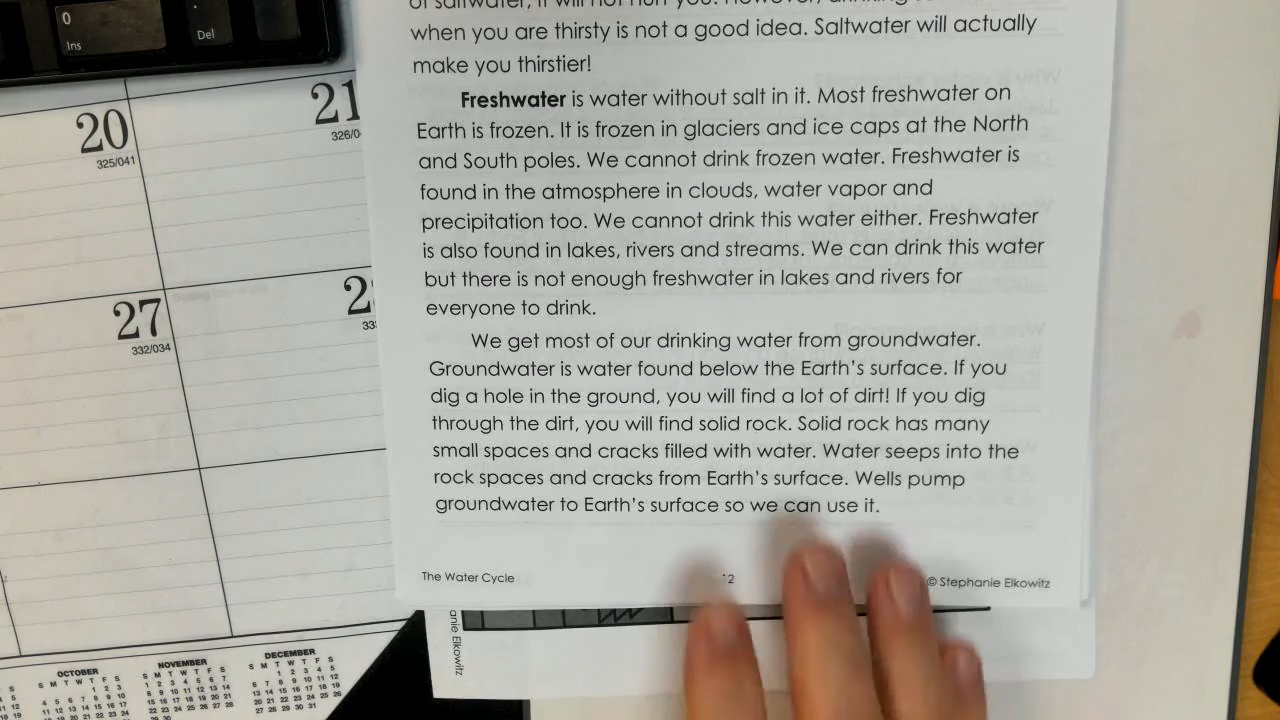 0
Ins
.
Del
20
325/041
21
326/0
27
332/034
2
33
OCTOBER
NOVEMBER
DECEMBER
when you are thirsty is not a good idea. Saltwater will actually
make you thirstier!
Freshwater is water without salt in it. Most freshwater on
Earth is frozen. It is frozen in glaciers and ice caps at the North
and South poles. We cannot drink frozen water. Freshwater is
found in the atmosphere in clouds, water vapor and
precipitation too. We cannot drink this water either. Freshwater
is also found in lakes, rivers and streams. We can drink this water
but there is not enough freshwater in lakes and rivers for
everyone to drink.
We get most of our drinking water from groundwater.
Groundwater is water found below the Earth's surface. If you
dig a hole in the ground, you will find a lot of dirt! If you dig
through the dirt, you will find solid rock. Solid rock has many
small spaces and cracks filled with water. Water seeps into the
rock spaces and cracks from Earth's surface. Wells pump
groundwater to Earth's surface so we can use it.
The Water Cycle
2
© Stephanie Elkowitz
anie Elkowitz